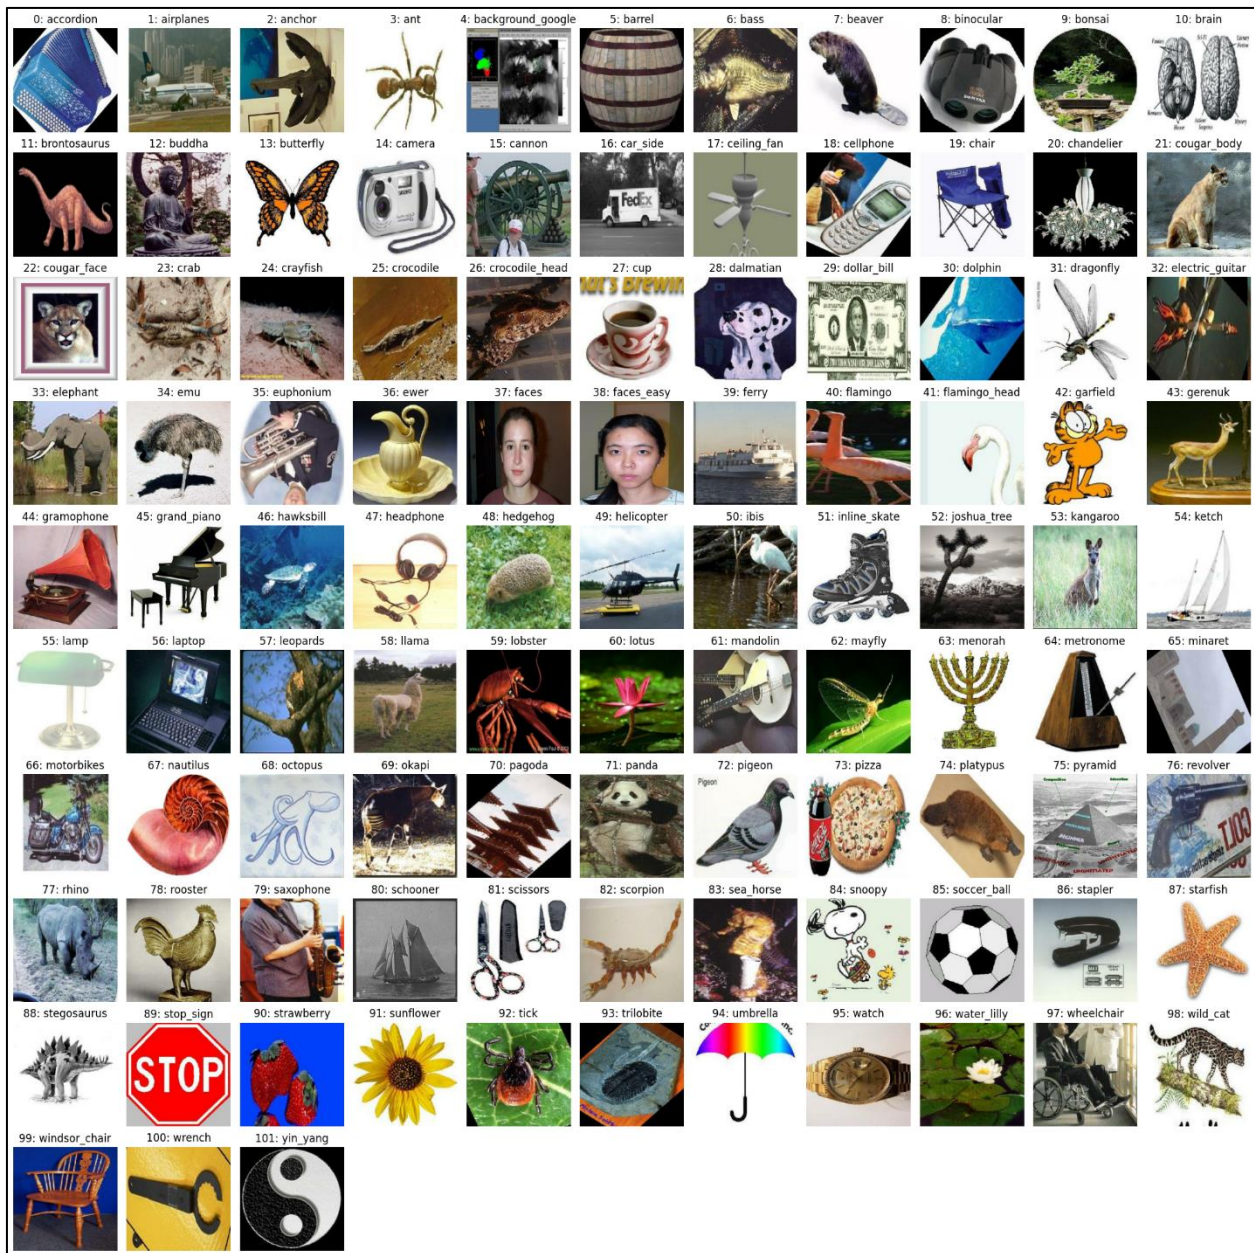 0: accordion
1: airplanes
2: anchor
3: ant
4: background_google
5: barrel
6: bass
7: beaver
8: binocular
9: bonsai
10: brain
11: brontosaurus
12: buddha
13: butterfly
14: camera
15: cannon
16: car_side
17: ceiling_fan
18: cellphone
19: chair
20: chandelier
21: cougar_body
FedEx
22: cougar_face
23: crab
24: crayfish
25: crocodile
26: crocodile_head
27: cup
28: dalmatian
29: dollar_bill
30: dolphin
31: dragonfly
32: electric_guitar
33: elephant
34: emu
35: euphonium
36: ewer
37: faces
38: faces_easy
39: ferry
40: flamingo
41: flamingo_head
42: garfield
43: gerenuk
44: gramophone
45: grand_piano
46: hawksbill
47: headphone
48: hedgehog
49: helicopter
50: ibis
51: inline_skate
52: joshua_tree
53: kangaroo
54: ketch
55: lamp
56: laptop
57: leopards
58: llama
59: lobster
60: lotus
61: mandolin
62: mayfly
63: menorah
64: metronome
65: minaret
66: motorbikes
67: nautilus
68: octopus
69: okapi
70: pagoda
71: panda
72: pigeon
73: pizza
74: platypus
75: pyramid
76: revolver
Pigeon
COLT
77: rhino
78: rooster
79: saxophone
80: schooner
81: scissors
82: scorpion
83: sea_horse
84: snoopy
85: soccer_ball
86: stapler
87: starfish
88: stegosaurus
89: stop_sign
90: strawberry
91: sunflower
92: tick
93: trilobite
94: umbrella
95: watch
96: water_lilly
97: wheelchair
98: wild_cat
STOP
99: windsor_chair
100: wrench
101: yin_yang